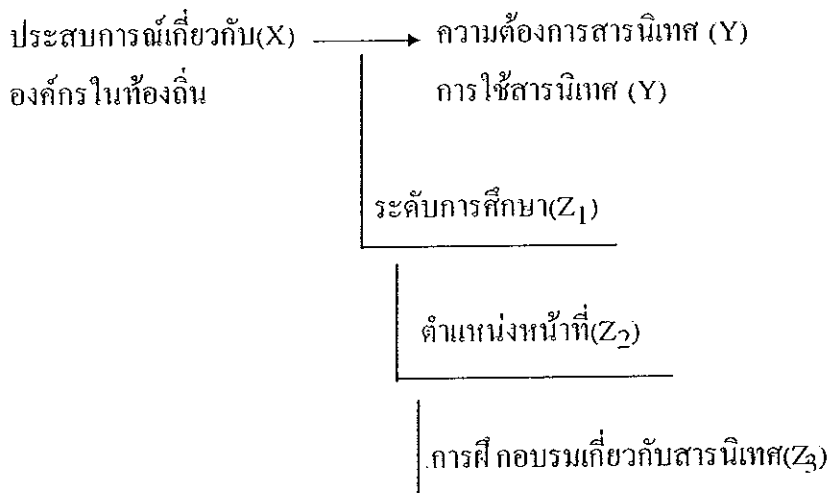 ประสบการณ์เกี่ยวกับ(X) ความต้องการสารนิเทศ (Y)
องค์กรในท้องถิ่น การใช้สารนิเทศ (Y)
ระดับการศึกษา(Z1)
ตำแหน่งหน้าที่(Z2)
การฝึกอบรมเกี่ยวกับสารนิเทศ(Z3)